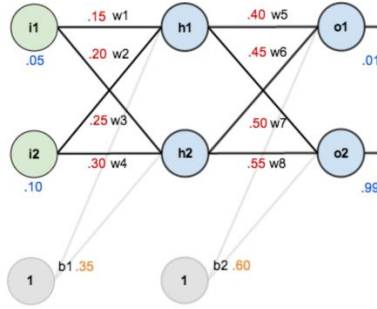 i1 .15 w1 h1 .40 w5 o1
.05 .20 w2 .45 w6 .01
.25 w3 .50 w7
i2 .30 w4 h2 .55 w8 o2
.10 .99
1 b1 .35 1 b2 .60